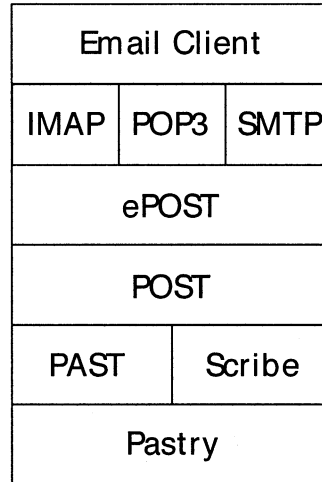 Email Client
IMAP POP3 SMTP
ePOST
POST
PAST Scribe
Pastry